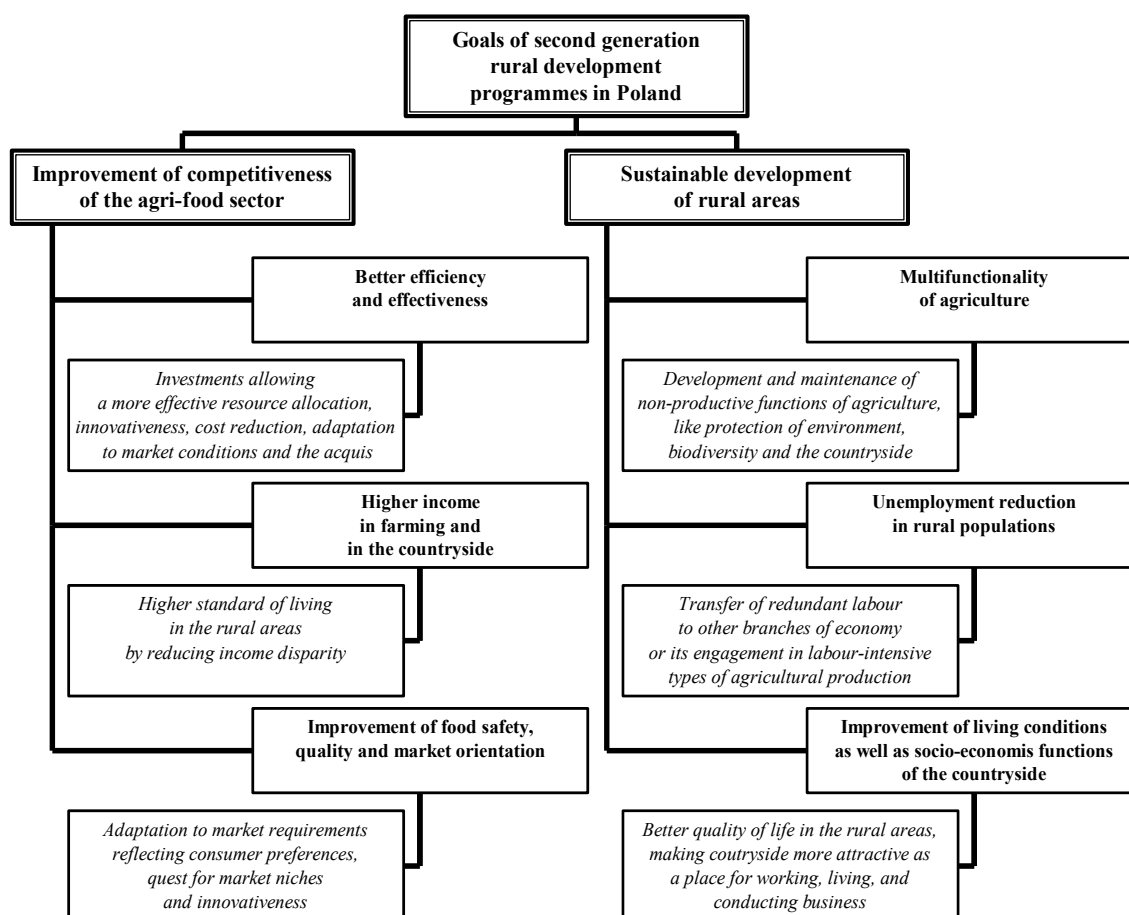 Goals of second generation
rural development
programmes in Poland
Improvement of competitiveness
of the agri-food sector
Better efficiency
and effectiveness
Investments allowing
a more effective resource allocation,
innovativeness, cost reduction, adaptation
to market conditions and the acquis
Higher income
in farming and
in the countryside
Higher standard of living
in the rural areas
by reducing income disparity
Improvement of food safety,
quality and market orientation
Adaptation to market requirements
reflecting consumer preferences,
quest for market niches
and innovativeness
Sustainable development
of rural areas
Multifunctionality
of agriculture
Development and maintenance of
non-productive functions of agriculture,
like protection of environment,
biodiversity and the countryside
Unemployment reduction
in rural populations
Transfer of redundant labour
to other branches of economy
or its engagement in labour-intensive
types of agricultural production
Improvement of living conditions
as well as socio-economis functions
of the countryside
Better quality of life in the rural areas,
making coutryside more attractive as
a place for working, living, and
conducting business